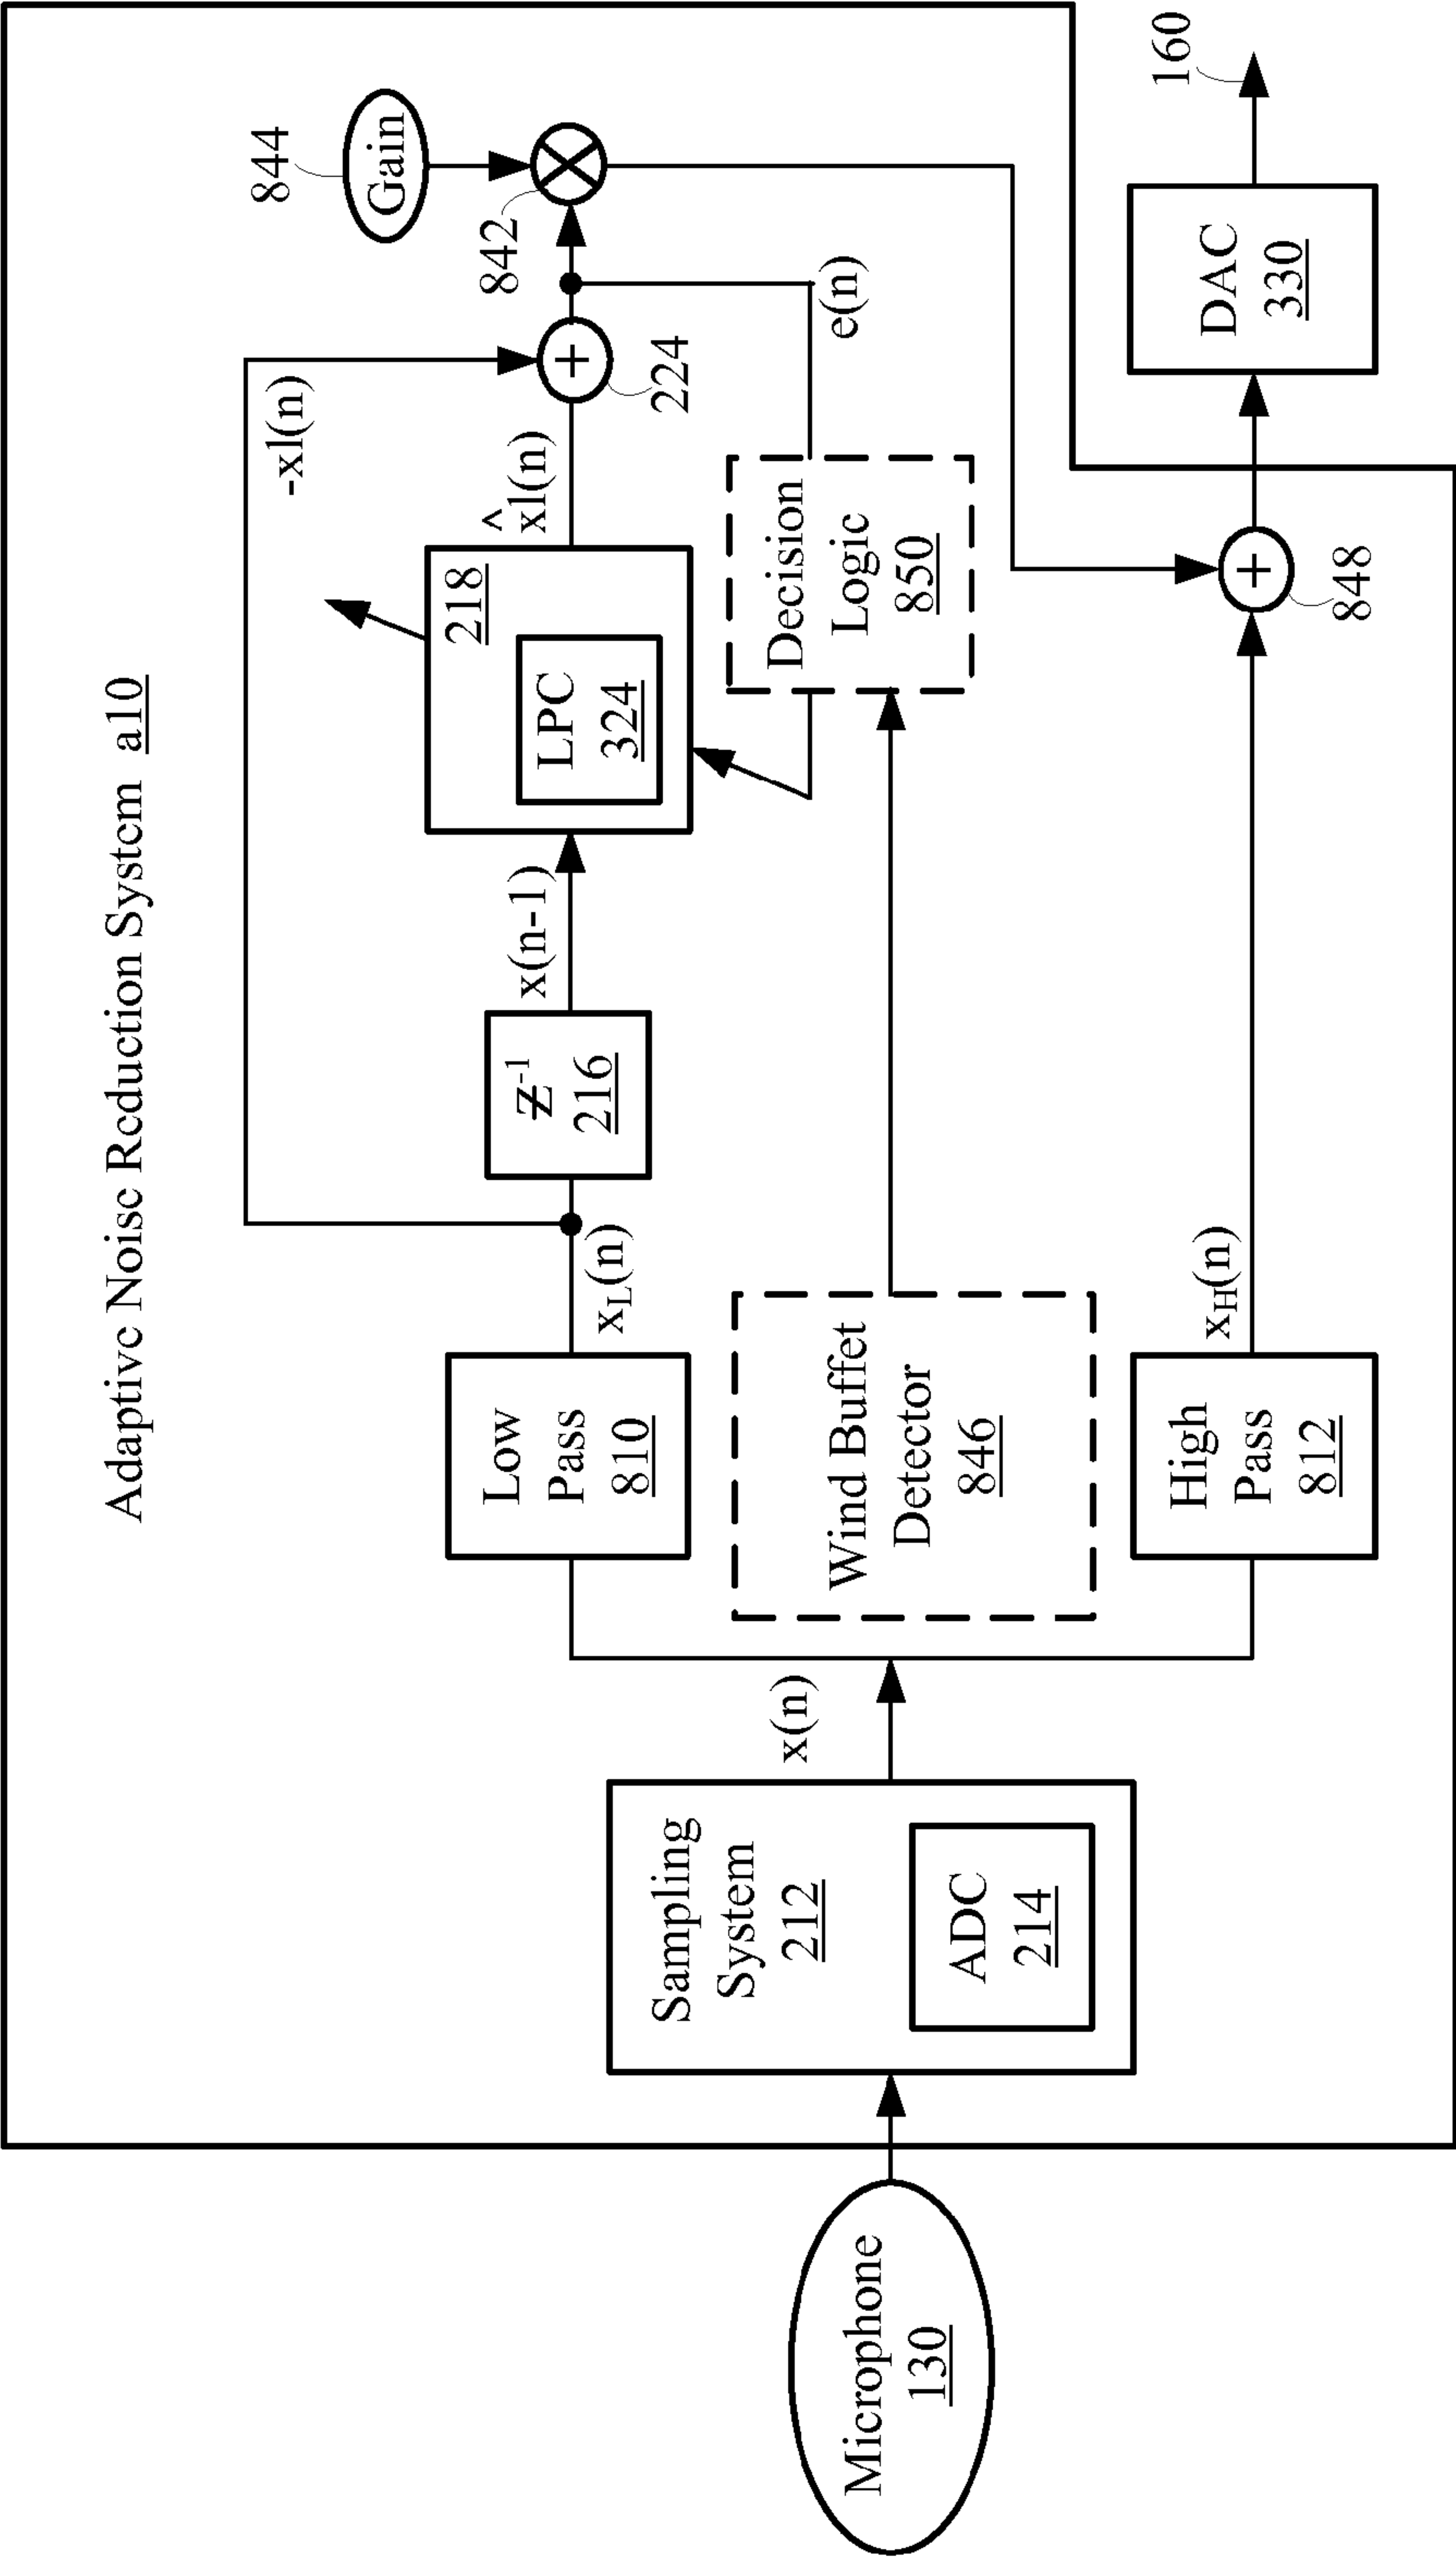 Adaptive Noise Reduction System a10
Microphone
130
Sampling
System
212
ADC
214
x(n)
Low
Pass
810
xL(n)
Wind Buffet
Detector
846
High
Pass
812
xH(n)
Z-1
216
x(n-1)
218
LPC
324
^
xl(n)
-xl(n)
224
e(n)
Decision
Logic
850
842
844
Gain
848
DAC
330
160